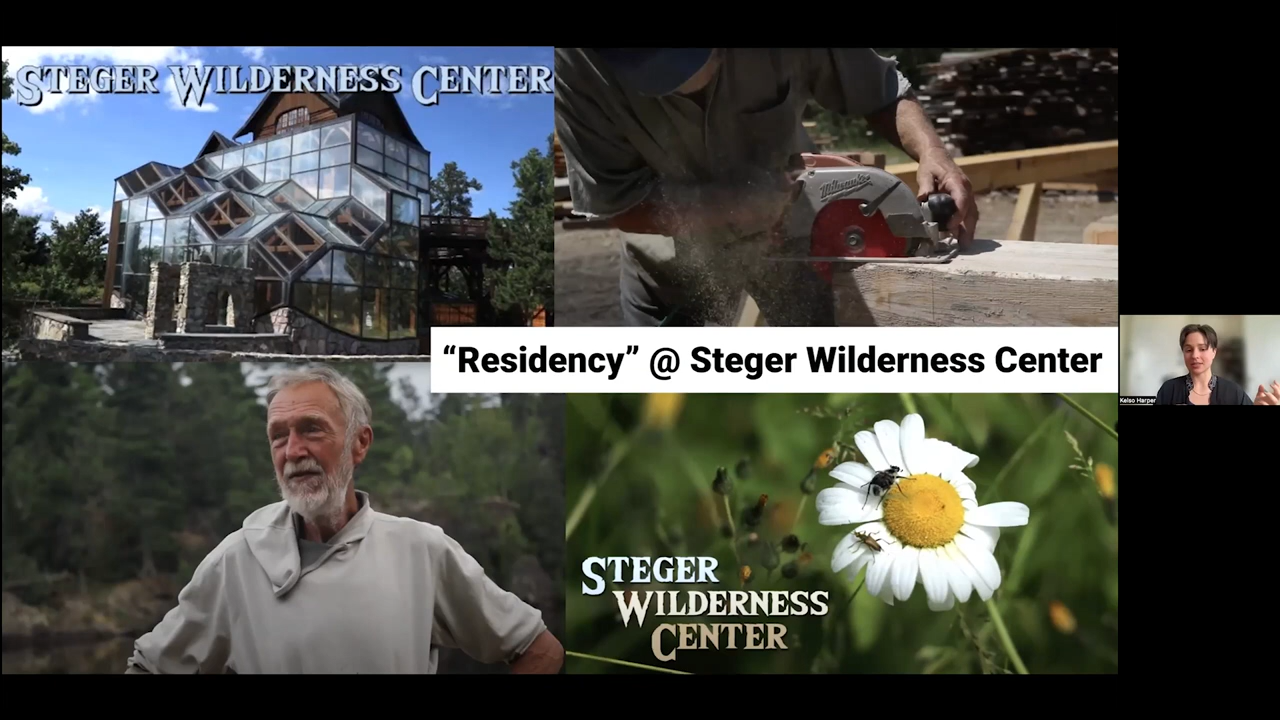 STEGER WILDERNESS CENTER
Milwaukee
“Residency” @ Steger Wilderness Center
Kelso Harper
STEGER
WILDERNESS
CENTER